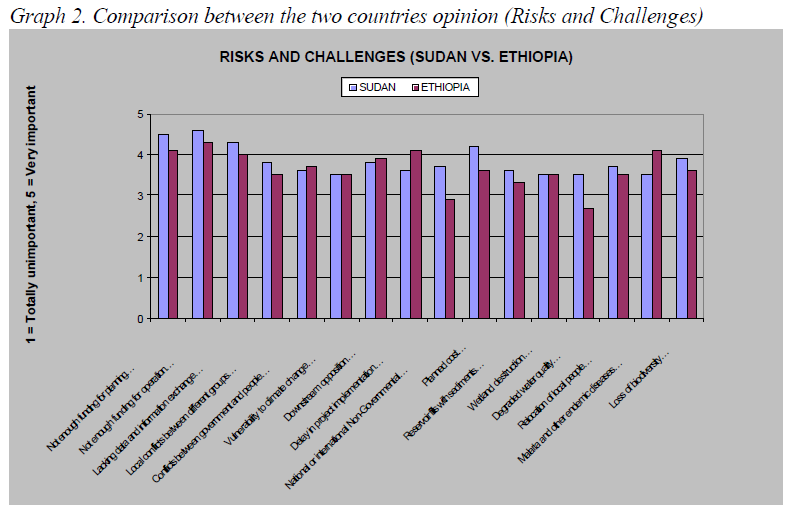 Graph 2. Comparison between the two countries opinion (Risks and Challenges)
RISKS AND CHALLENGES (SUDAN VS. ETHIOPIA)
SUDAN ETHIOPIA
1 = Totally unimportant, 5 = Very important
5
4
3
2
1
0
Not enough funding for planning...
Not enough funding for operation...
Lacking data and information exchange...
Local conflicts between different groups...
Conflicts between government and people...
Vulnerability to climate change...
Downstream opposition...
Delay in project implementation...
National or international Non-Governmental...
Planned cost...
Reservoir fills with sediments...
Wetland destruction...
Degraded water quality...
Relocation of local people...
Malaria and other endemic diseases...
Loss of biodiversity...